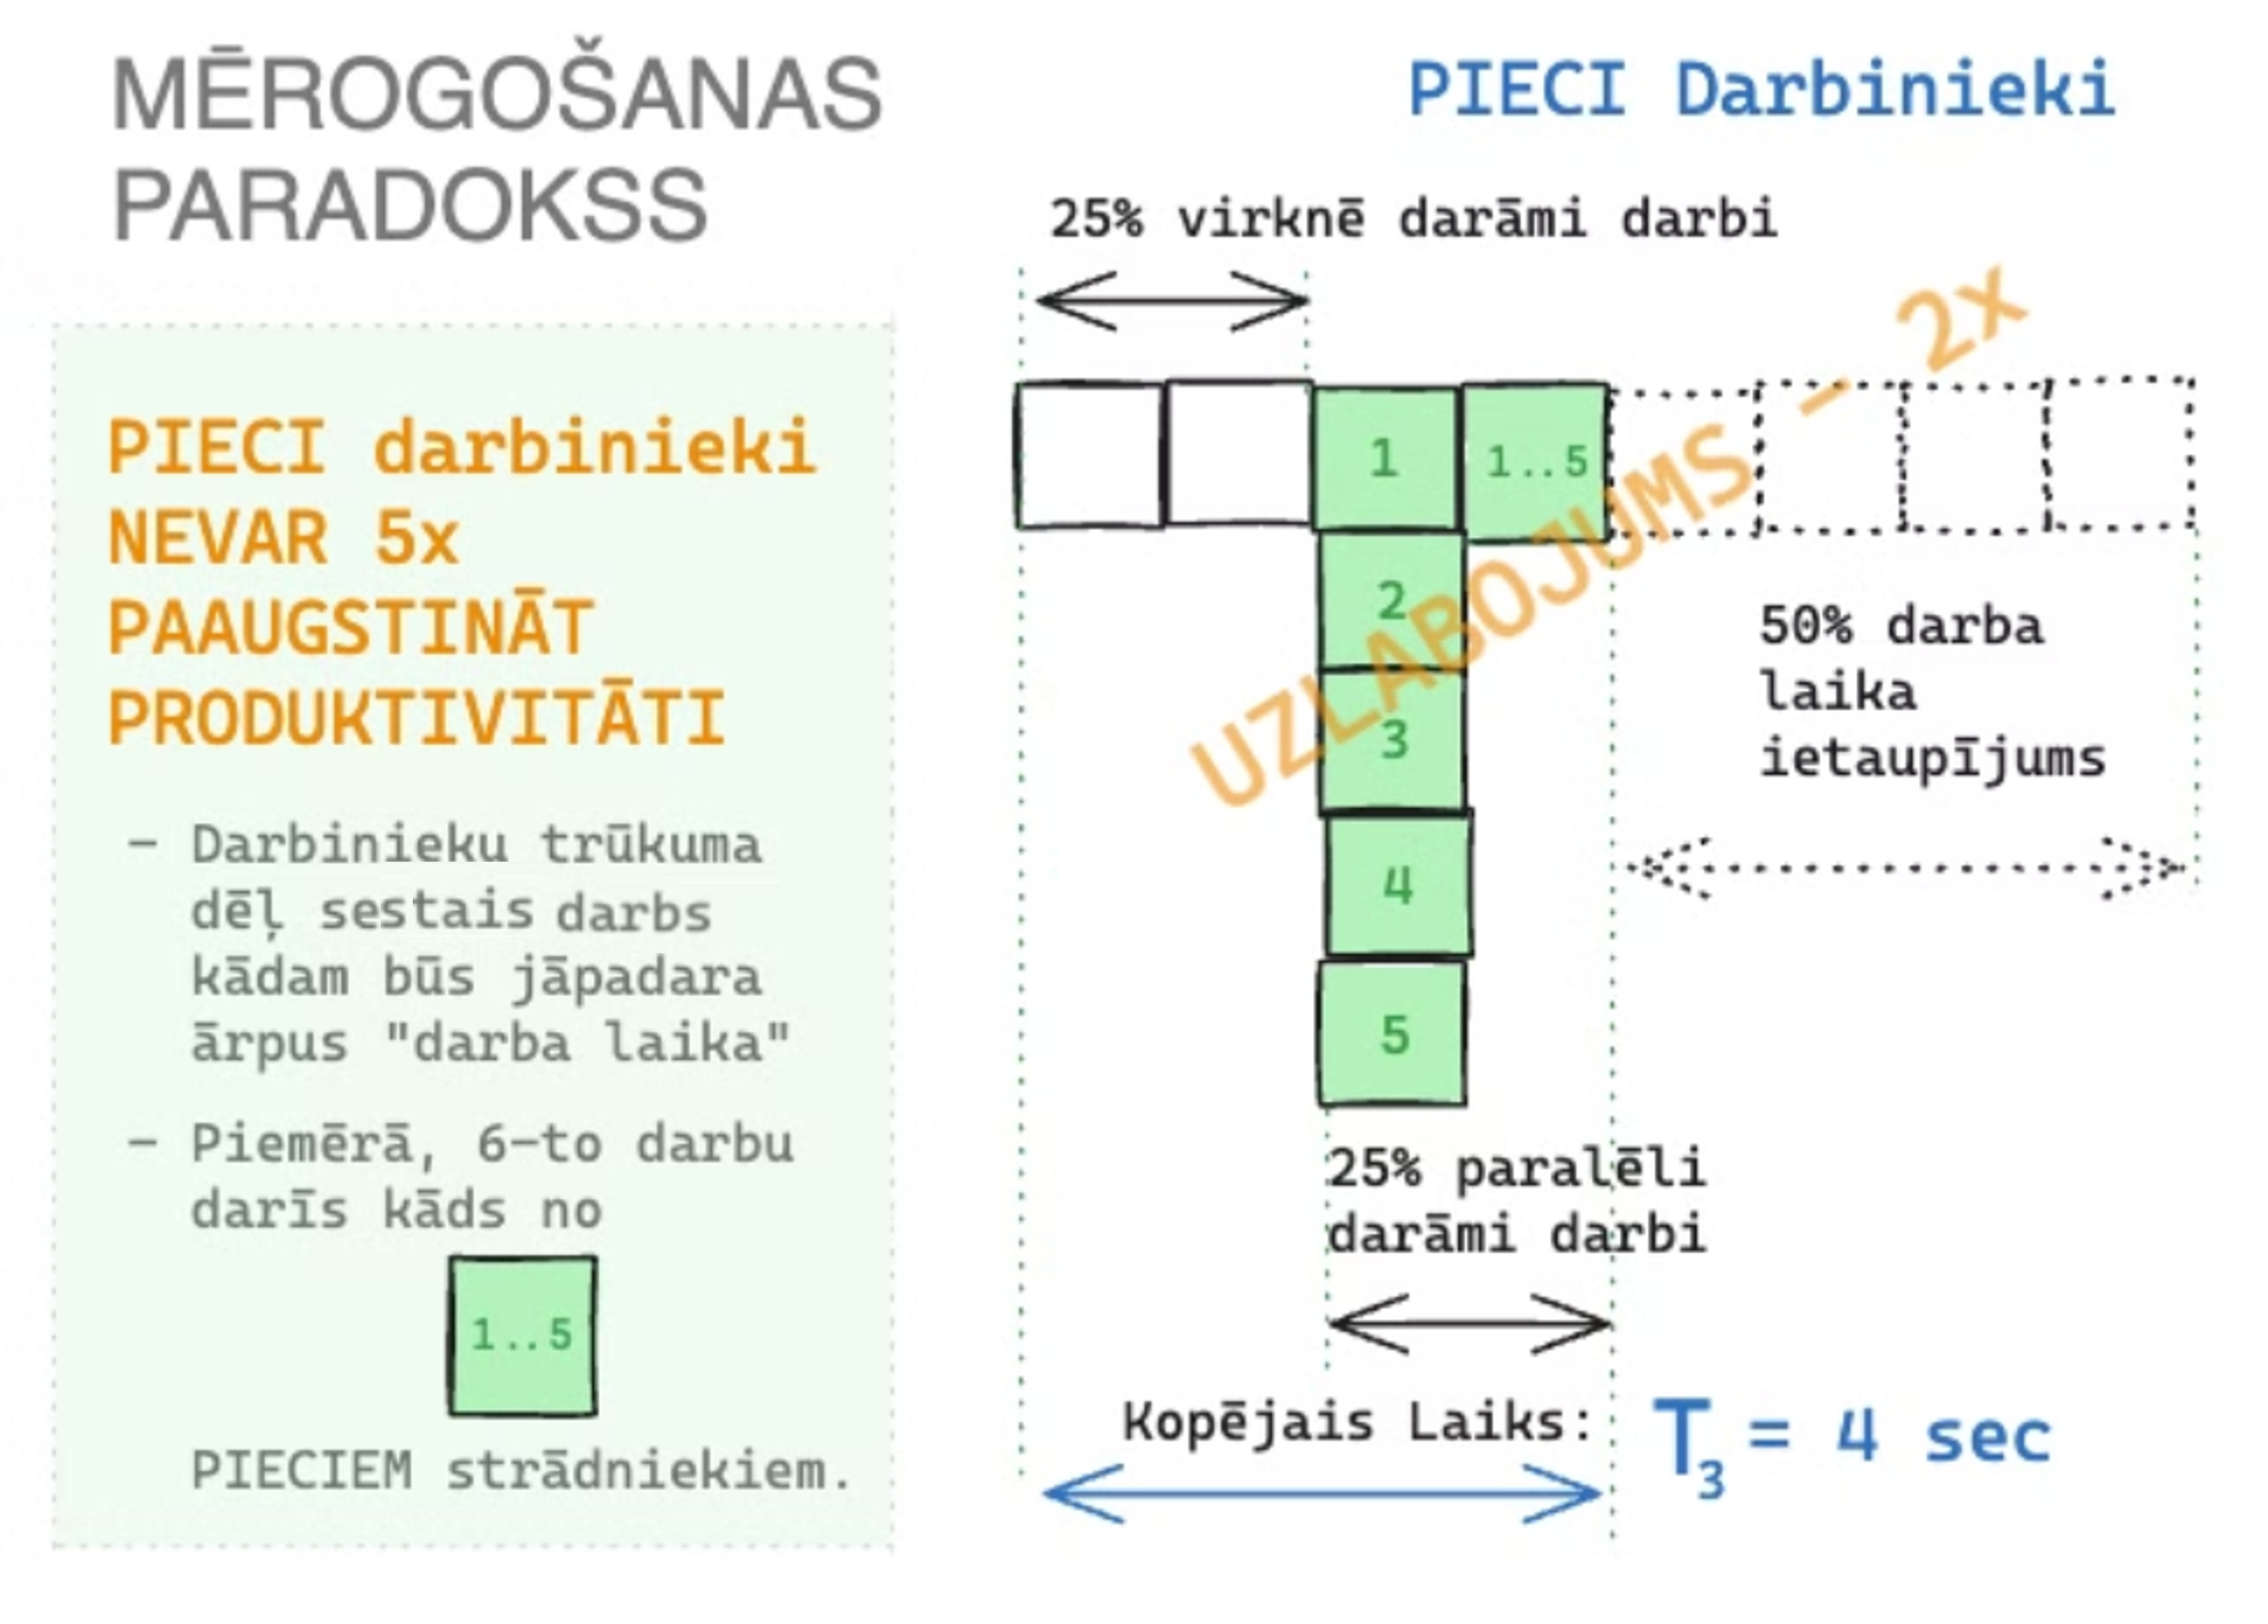 MĒROGOŠANAS
PARADOKSS
PIECI darbinieki
NEVAR 5x
PAAUGSTINĀT
PRODUKTIVITĀTI
– Darbinieku trūkuma
dēļ sestais darbs
kādam būs jāpadara
ārpus "darba laika"
– Piemērā, 6–to darbu
darīs kāds no
1..5
PIECIEM strādniekiem.
PIECI Darbinieki
25% virknē darāmi darbi
1
1..5
2
3
4
5
UZLABOJUMS – 2x
50% darba
laika
ietaupījums
25% paralēli
darāmi darbi
Kopējais Laiks:
T3 = 4 sec